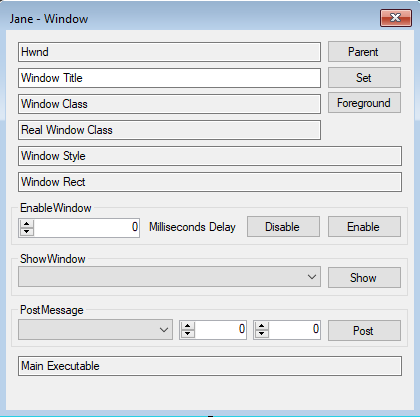 Jane - Window
Hwnd Parent
Window Title Set
Window Class Foreground
Real Window Class
Window Style
Window Rect
EnableWindow
0 Milliseconds Delay Disable Enable
ShowWindow
Show
PostMessage
0 0 Post
Main Executable